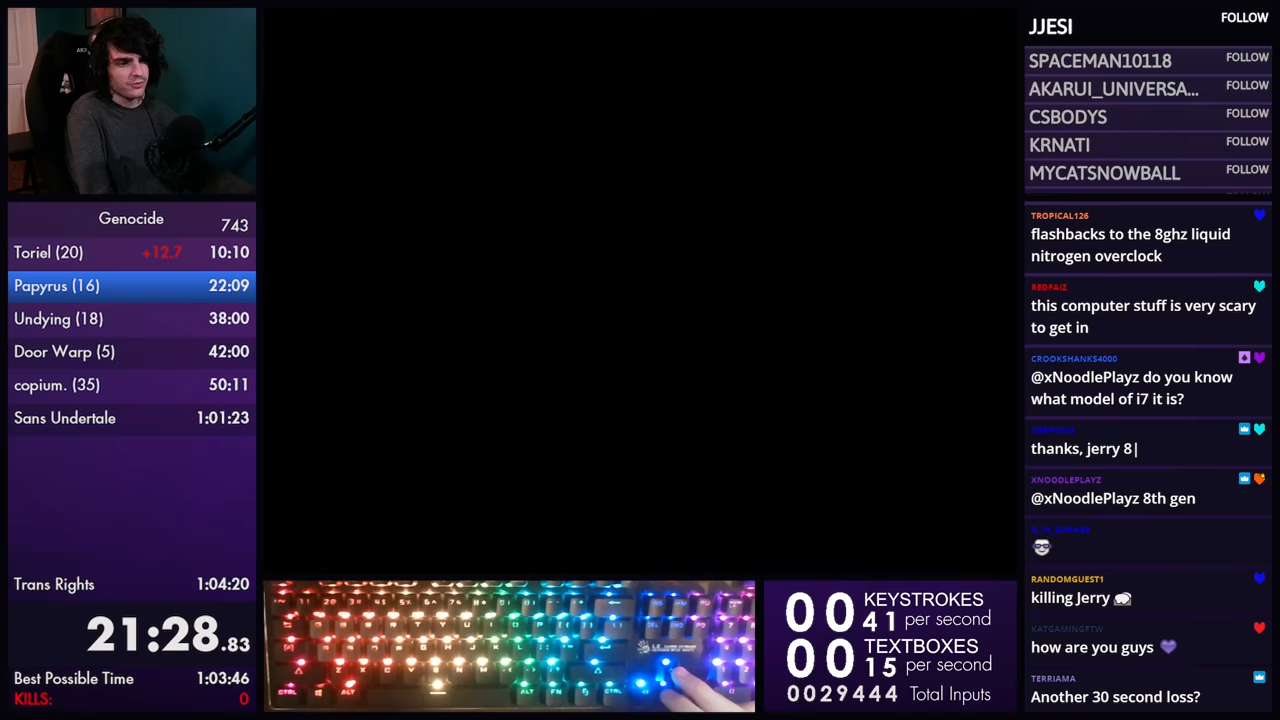 Genocide
743
Toriel (20) +12.7 10:10
Papyrus (16) 22:09
Undying (18) 38:00
Door Warp (5) 42:00
copium. (35) 50:11
Sans Undertale 1:01:23
Trans Rights 1:04:20
21:28.83
Best Possible Time 1:03:46
KILLS: 0
CTRL
ALT
ALT
FN
CTRL
00 KEYSTROKES
41 per second
00 TEXTBOXES
15 per second
0029444 Total Inputs
JJESI FOLLOW
SPACEMAN10118 FOLLOW
AKARUI_UNIVERSA... FOLLOW
CSBODYS FOLLOW
KRNATI FOLLOW
MYCATSNOWBALL FOLLOW
TROPICAL126
flashbacks to the 8ghz liquid
nitrogen overclock
REDFAIZ
this computer stuff is very scary
to get in
CROOKSHANKS4000
@xNoodlePlayz do you know
what model of i7 it is?
thanks, jerry 8|
XNOODLEPLAYZ
@xNoodlePlayz 8th gen
RANDOMGUEST1
killing Jerry
KATGAMINGFTW
how are you guys
TERRIAMA
Another 30 second loss?